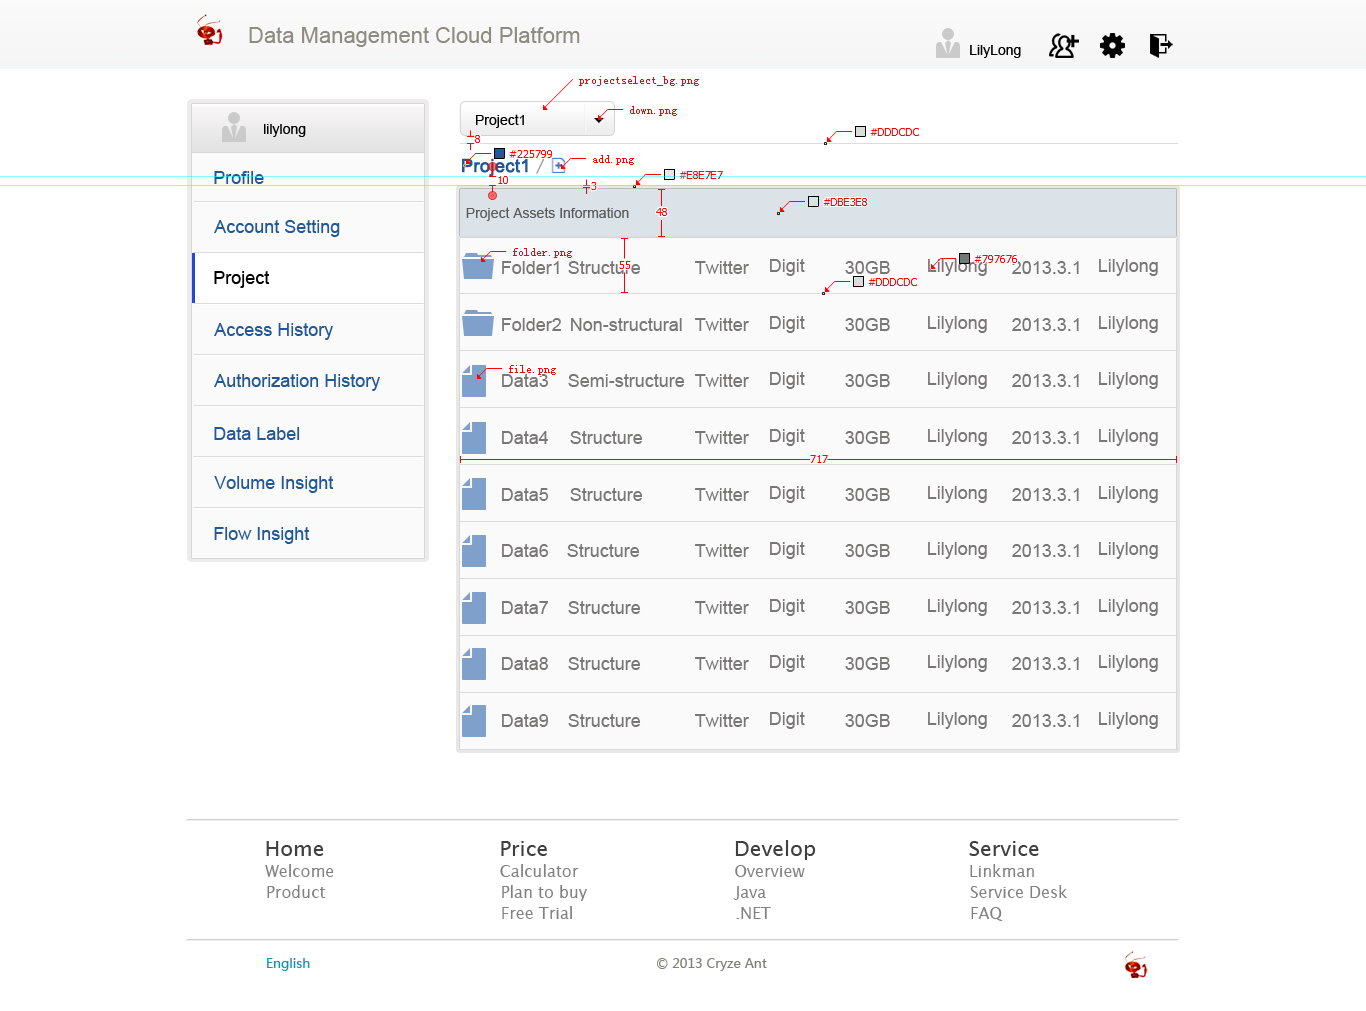 Data Management Cloud Platform
LilyLong
projectselect_bg.png
down.png
lilylong
Project1
8
#DDDCDC
#225799
Project1 /
add.png
Profile
10
3
#E8E7E7
Project Assets Information
48
#DBE3E8
Account Setting
folder.png
Project
Folder1 Structure Twitter Digit 30GB Lilylong 2013.3.1 Lilylong
55
#797676
#DDDCDC
Access History
Folder2 Non-structural Twitter Digit 30GB Lilylong 2013.3.1 Lilylong
file.png
Authorization History
Data3 Semi-structure Twitter Digit 30GB Lilylong 2013.3.1 Lilylong
Data Label
Data4 Structure Twitter Digit 30GB Lilylong 2013.3.1 Lilylong
717
Volume Insight
Data5 Structure Twitter Digit 30GB Lilylong 2013.3.1 Lilylong
Flow Insight
Data6 Structure Twitter Digit 30GB Lilylong 2013.3.1 Lilylong
Data7 Structure Twitter Digit 30GB Lilylong 2013.3.1 Lilylong
Data8 Structure Twitter Digit 30GB Lilylong 2013.3.1 Lilylong
Data9 Structure Twitter Digit 30GB Lilylong 2013.3.1 Lilylong
Home
Welcome
Product
Price
Calculator
Plan to buy
Free Trial
Develop
Overview
Java
.NET
Service
Linkman
Service Desk
FAQ
English
© 2013 Cryze Ant